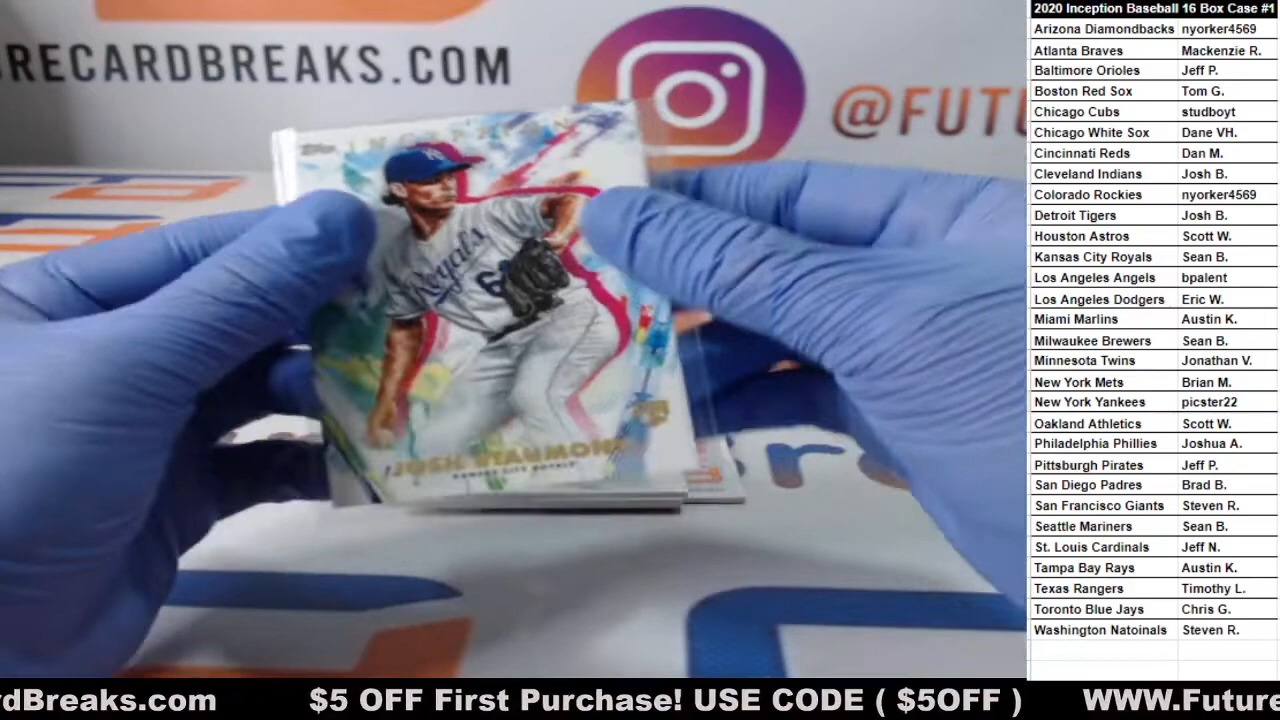 URECARDBREAKS.COM
@FUTU
Topps INCEPTION
Royals
JOSH STAUMONT
KANSAS CITY ROYALS
2020 Inception Baseball 16 Box Case #1
Arizona Diamondbacks nyorker4569
Atlanta Braves Mackenzie R.
Baltimore Orioles Jeff P.
Boston Red Sox Tom G.
Chicago Cubs studboyt
Chicago White Sox Dane VH.
Cincinnati Reds Dan M.
Cleveland Indians Josh B.
Colorado Rockies nyorker4569
Detroit Tigers Josh B.
Houston Astros Scott W.
Kansas City Royals Sean B.
Los Angeles Angels bpalent
Los Angeles Dodgers Eric W.
Miami Marlins Austin K.
Milwaukee Brewers Sean B.
Minnesota Twins Jonathan V.
New York Mets Brian M.
New York Yankees picster22
Oakland Athletics Scott W.
Philadelphia Phillies Joshua A.
Pittsburgh Pirates Jeff P.
San Diego Padres Brad B.
San Francisco Giants Steven R.
Seattle Mariners Sean B.
St. Louis Cardinals Jeff N.
Tampa Bay Rays Austin K.
Texas Rangers Timothy L.
Toronto Blue Jays Chris G.
Washington Natoinals Steven R.
rdBreaks.com $5 OFF First Purchase! USE CODE ( $5OFF ) WWW.Future